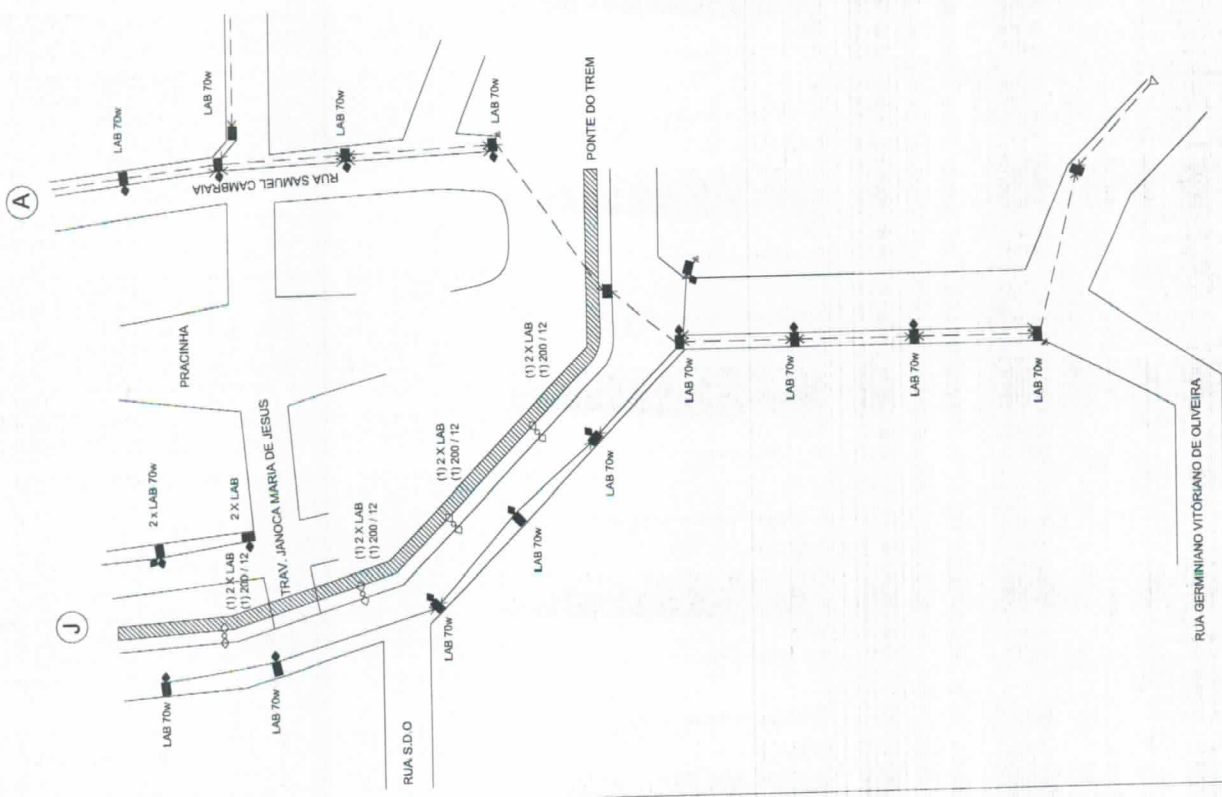 A
LAB 70w
LAB 70w
LAB 70w
LAB 70w
RUA SAMUEL CAMBRAIA
PONTE DO TREM
PRACINHA
J
2 x LAB 70w
2 X LAB
TRAV. JANOCA MARIA DE JESUS
(1) 2 X LAB
(1) 200 / 12
(1) 2 X LAB
(1) 200 / 12
(1) 2 X LAB
(1) 200 / 12
(1) 2 X LAB
(1) 200 / 12
LAB 70w
LAB 70w
LAB 70w
LAB 70w
LAB 70w
RUA S.D.O
LAB 70w
LAB 70w
LAB 70w
LAB 70w
RUA GERMINIANO VITÓRIANO DE OLIVEIRA